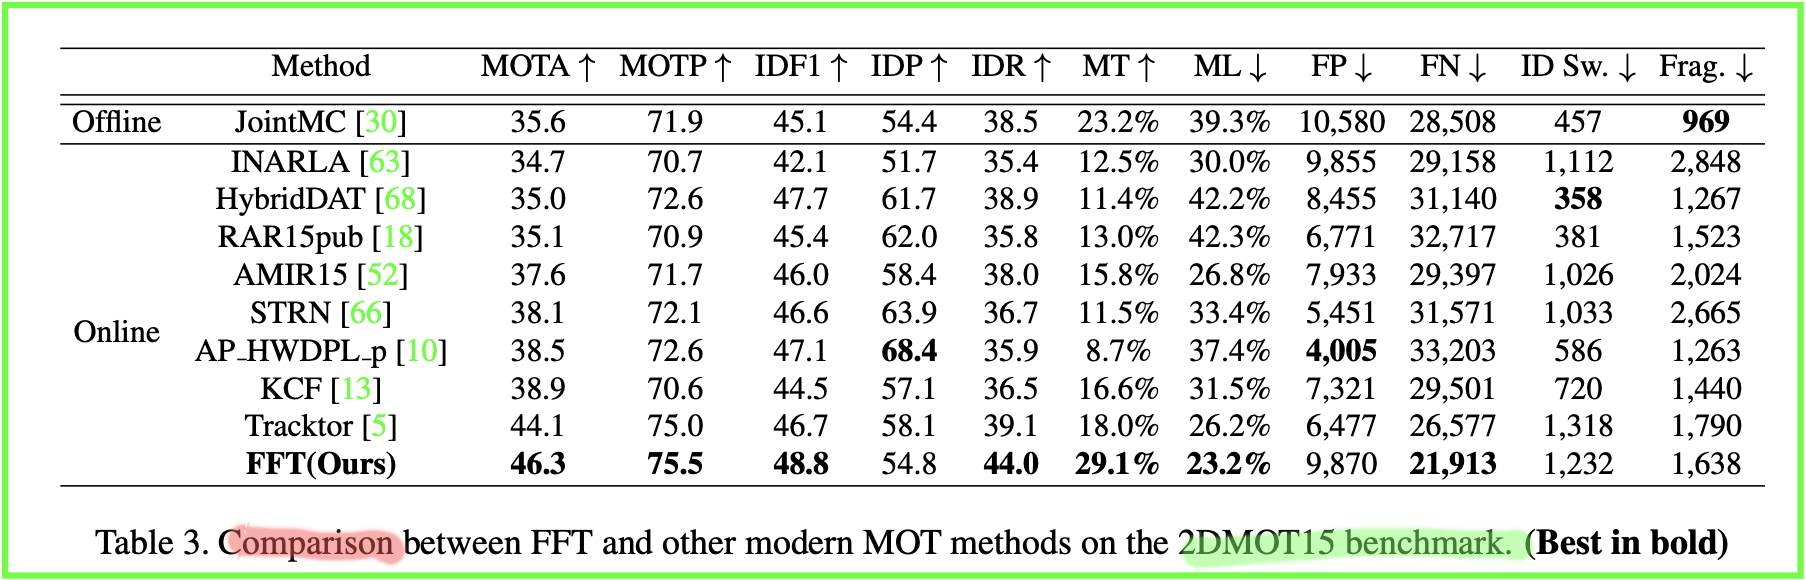 Method MOTA ↑ MOTP ↑ IDF1 ↑ IDP ↑ IDR ↑ MT ↑ ML ↓ FP ↓ FN ↓ ID Sw. ↓ Frag. ↓
Offline JointMC [30] 35.6 71.9 45.1 54.4 38.5 23.2% 39.3% 10,580 28,508 457 969
INARLA [63] 34.7 70.7 42.1 51.7 35.4 12.5% 30.0% 9,855 29,158 1,112 2,848
HybridDAT [68] 35.0 72.6 47.7 61.7 38.9 11.4% 42.2% 8,455 31,140 358 1,267
RAR15pub [18] 35.1 70.9 45.4 62.0 35.8 13.0% 42.3% 6,771 32,717 381 1,523
AMIR15 [52] 37.6 71.7 46.0 58.4 38.0 15.8% 26.8% 7,933 29,397 1,026 2,024
STRN [66] 38.1 72.1 46.6 63.9 36.7 11.5% 33.4% 5,451 31,571 1,033 2,665
Online
AP_HWDPL_p [10] 38.5 72.6 47.1 68.4 35.9 8.7% 37.4% 4,005 33,203 586 1,263
KCF [13] 38.9 70.6 44.5 57.1 36.5 16.6% 31.5% 7,321 29,501 720 1,440
Tracktor [5] 44.1 75.0 46.7 58.1 39.1 18.0% 26.2% 6,477 26,577 1,318 1,790
FFT(Ours) 46.3 75.5 48.8 54.8 44.0 29.1% 23.2% 9,870 21,913 1,232 1,638
Table 3. Comparison between FFT and other modern MOT methods on the 2DMOT15 benchmark. (Best in bold)